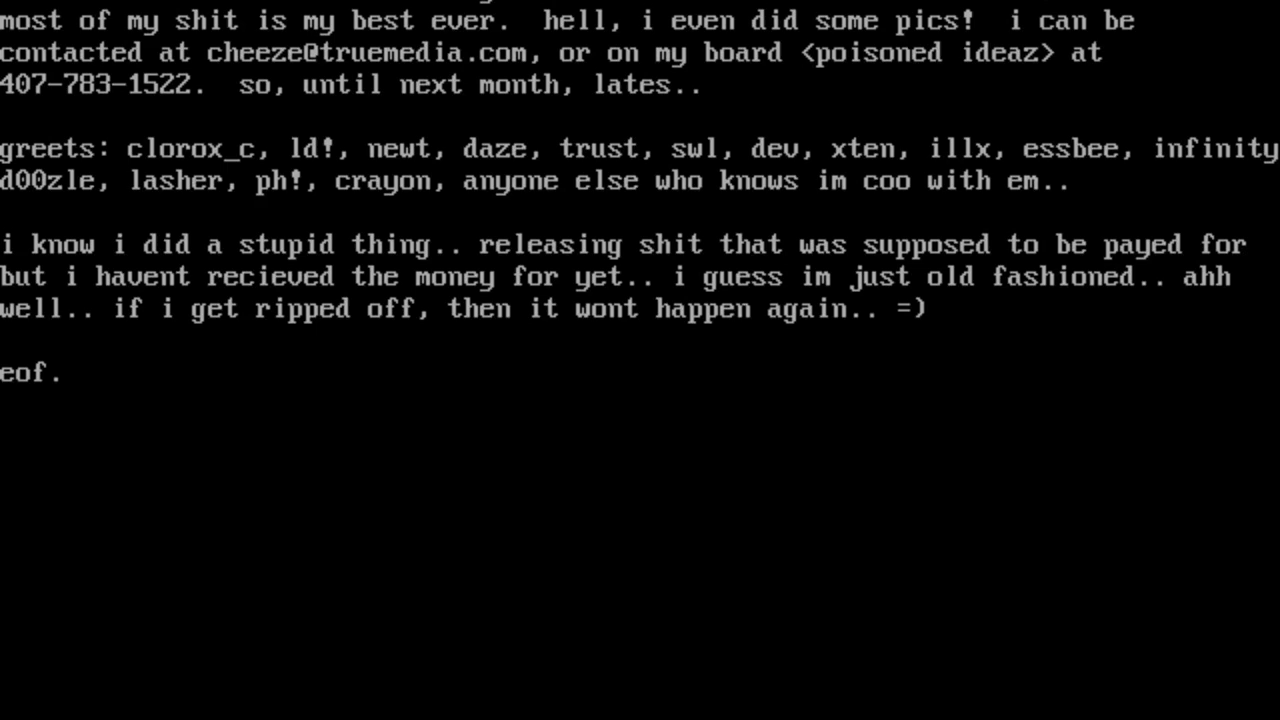 most of my shit is my best ever.  hell, i even did some pics!  i can be
contacted at cheeze@truemedia.com, or on my board <poisoned ideaz> at
407-783-1522.  so, until next month, lates..
greets: clorox_c, ld!, newt, daze, trust, swl, dev, xten, illx, essbee, infinity
d00zle, lasher, ph!, crayon, anyone else who knows im coo with em..
i know i did a stupid thing.. releasing shit that was supposed to be payed for
but i havent recieved the money for yet.. i guess im just old fashioned.. ahh
well.. if i get ripped off, then it wont happen again.. =)
eof.